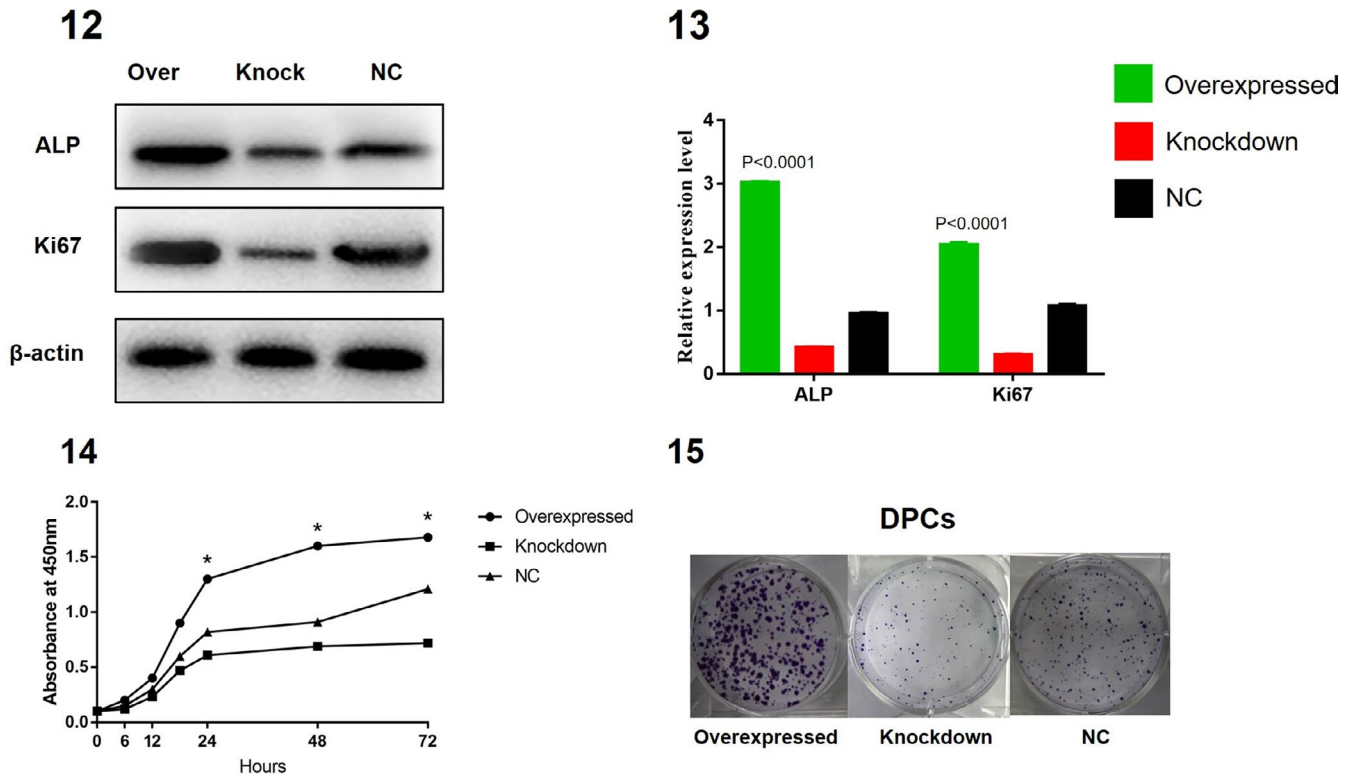 12
Over Knock NC
ALP
Ki67
β-actin
13
Overexpressed
Knockdown
NC
Relative expression level
4
3
2
1
0
P<0.0001
P<0.0001
ALP Ki67
14
Absorbance at 450nm
2.0
1.5
1.0
0.5
0.0
* * *
0 6 12 24 48 72
Hours
Overexpressed
Knockdown
NC
15
DPCs
Overexpressed Knockdown NC